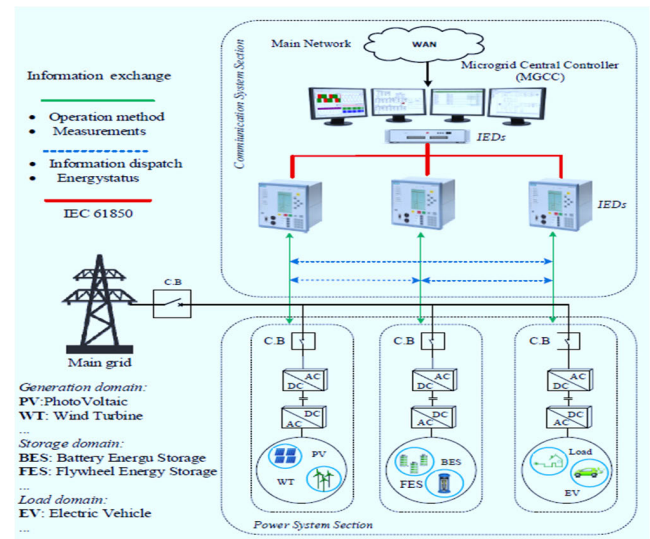 Main Network
WAN
Microgrid Central Controller
(MGCC)
Communication System Section
IEDs
IEDs
Information exchange
Operation method
Measurements
Information dispatch
Energystatus
IEC 61850
C.B
Main grid
Generation domain:
PV:PhotoVoltaic
WT: Wind Turbine
...
Storage domain:
BES: Battery Energu Storage
FES: Flywheel Energy Storage
...
Load domain:
EV: Electric Vehicle
...
C.B
AC
DC
DC
AC
PV
WT
C.B
AC
DC
DC
AC
BES
FES
C.B
AC
DC
DC
AC
Load
EV
Power System Section